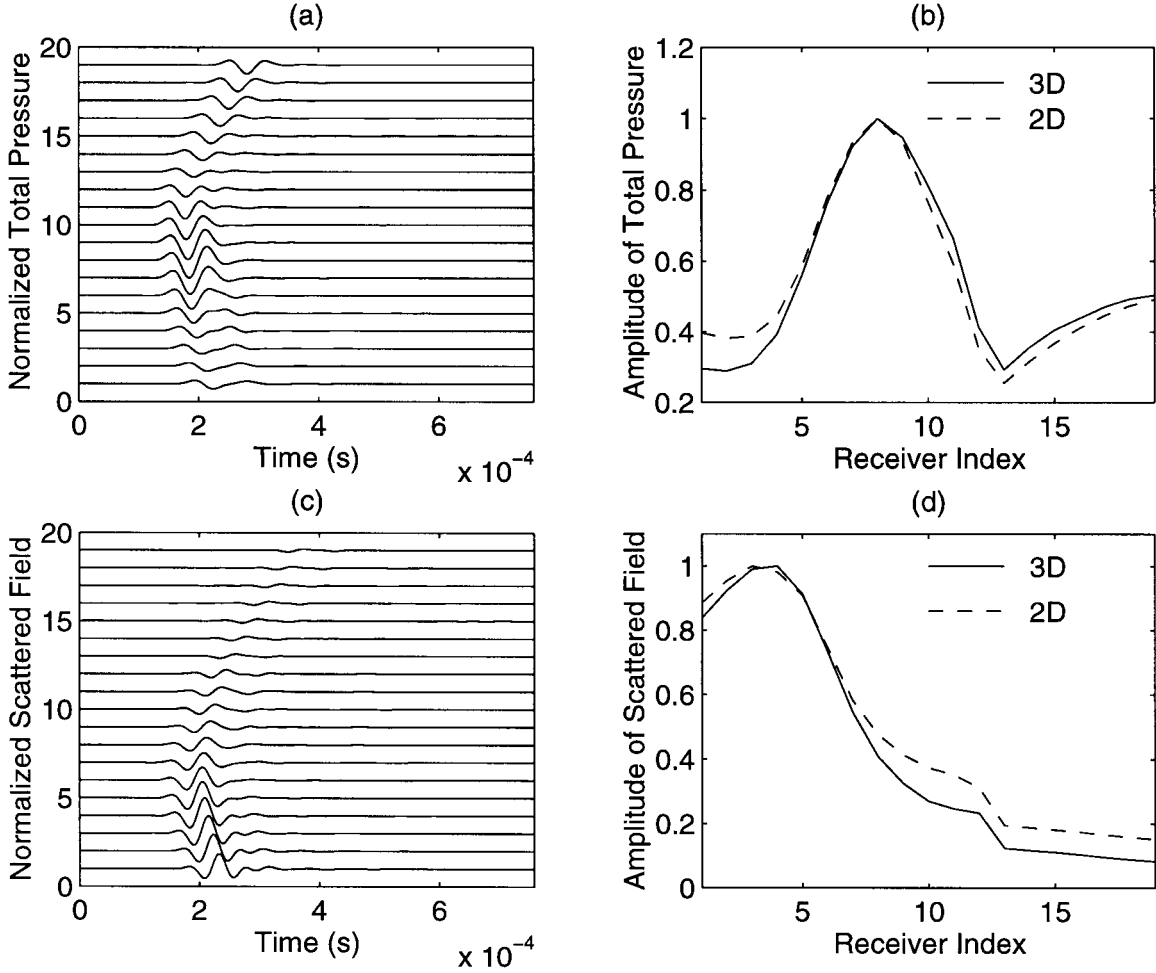 (a)
Normalized Total Pressure
20
15
10
5
0
0 2 4 6
Time (s)
x 10⁻⁴
(b)
Amplitude of Total Pressure
1.2
1
0.8
0.6
0.4
0.2
3D
2D
5 10 15
Receiver Index
(c)
Normalized Scattered Field
20
15
10
5
0
0 2 4 6
Time (s)
x 10⁻⁴
(d)
Amplitude of Scattered Field
1
0.8
0.6
0.4
0.2
0
3D
2D
5 10 15
Receiver Index